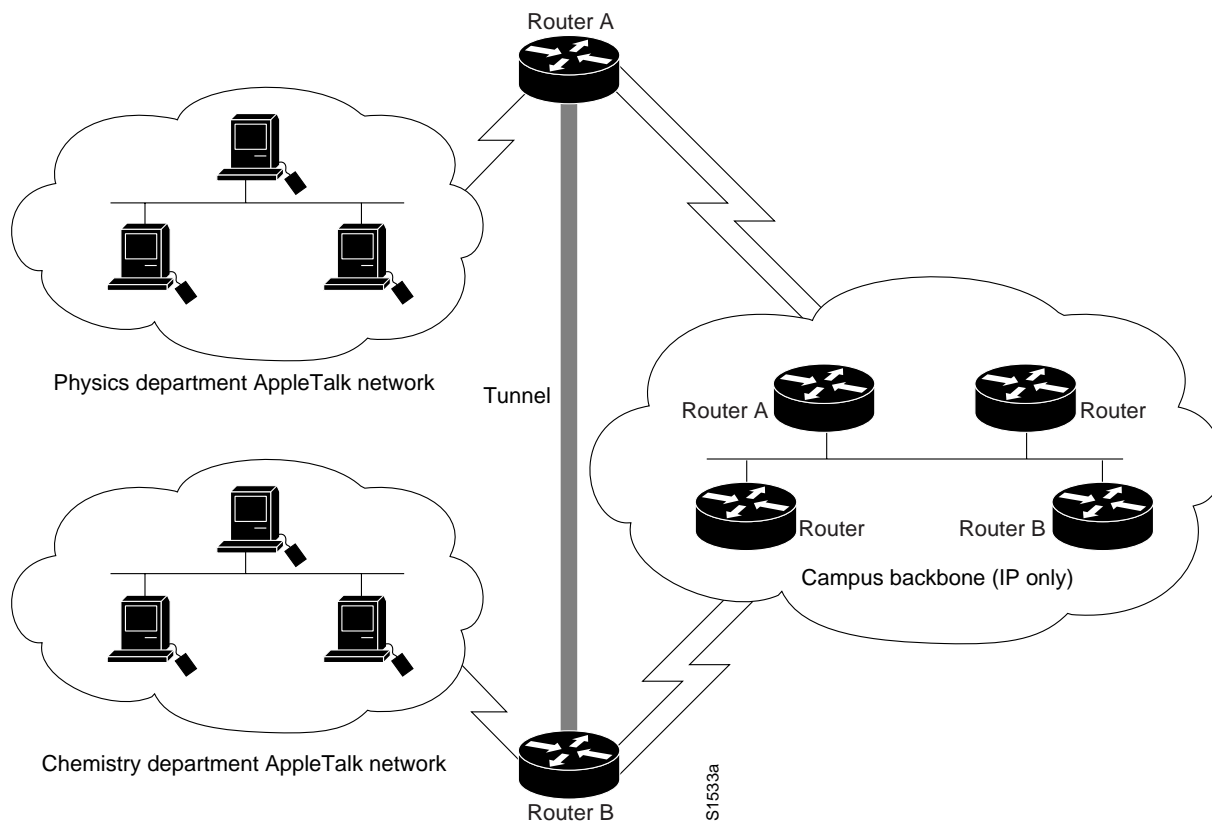 Router A
Physics department AppleTalk network
Tunnel
Router A
Router
Router
Router B
Campus backbone (IP only)
Chemistry department AppleTalk network
Router B
S1533a